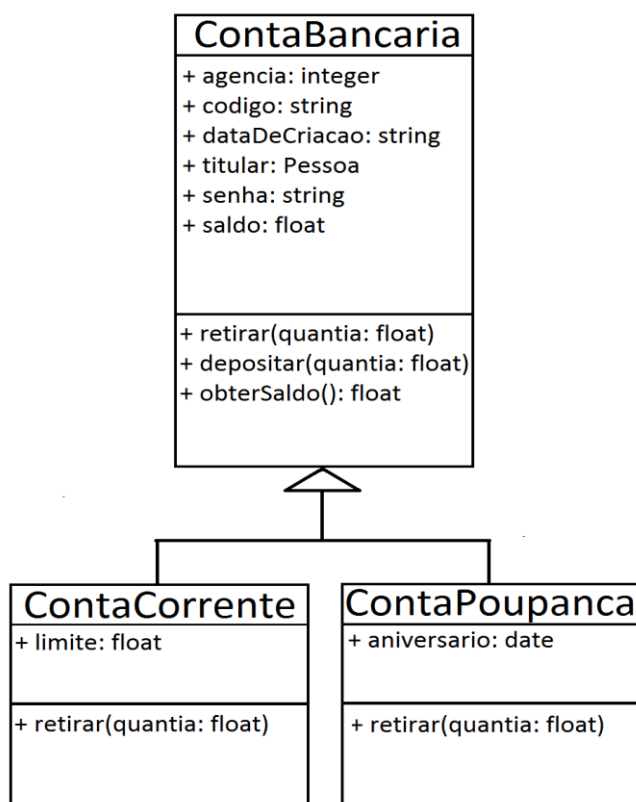 ContaBancaria
+ agencia: integer
+ codigo: string
+ dataDeCriacao: string
+ titular: Pessoa
+ senha: string
+ saldo: float
+ retirar(quantia: float)
+ depositar(quantia: float)
+ obterSaldo(): float
ContaCorrente
+ limite: float
+ retirar(quantia: float)
ContaPoupanca
+ aniversario: date
+ retirar(quantia: float)